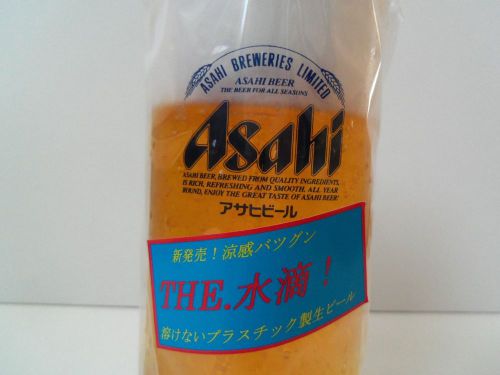 ASAHI BREWERIES LIMITED
ASAHI BEER
THE BEER FOR ALL SEASONS
Asahi
ASAHI BEER, BREWED FROM QUALITY INGREDIENTS,
IS RICH, REFRESHING AND SMOOTH. ALL YEAR
ROUND, ENJOY THE GREAT TASTE OF ASAHI BEER!
アサヒビール
新発売！涼感バツグン
THE.水滴！
溶けないプラスチック製生ビール